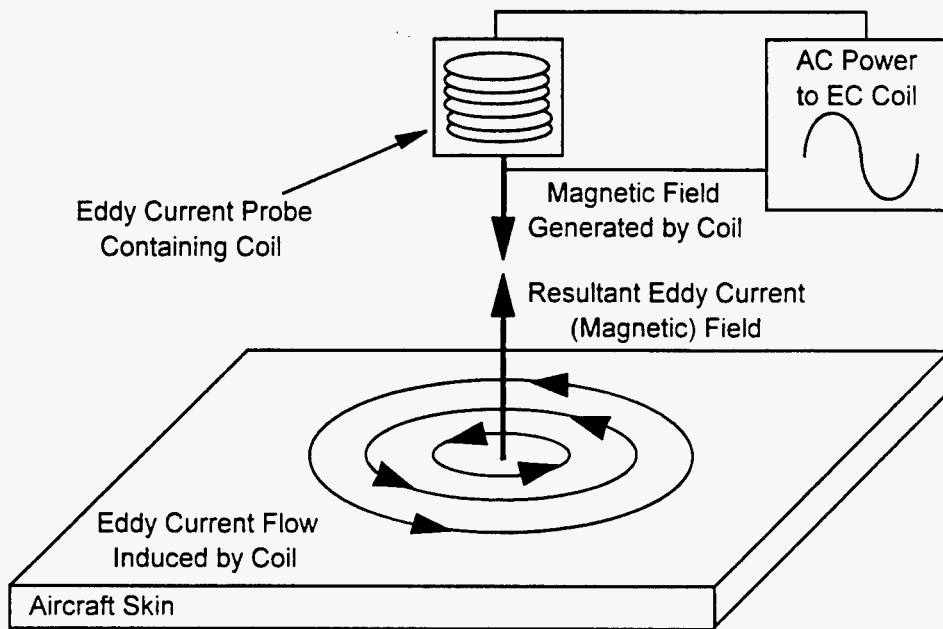 AC Power
to EC Coil
Magnetic Field
Generated by Coil
Eddy Current Probe
Containing Coil
Resultant Eddy Current
(Magnetic) Field
Eddy Current Flow
Induced by Coil
Aircraft Skin